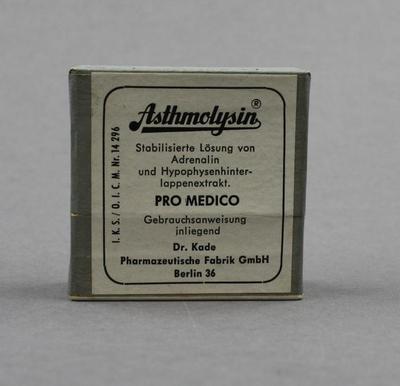 Asthmolysin®
Stabilisierte Lösung von
Adrenalin
und Hypophysenhinter-
lappenextrakt.
PRO MEDICO
Gebrauchsanweisung
inliegend
Dr. Kade
Pharmazeutische Fabrik GmbH
Berlin 36
I. K. S. / O. I. C. M. Nr. 14 296